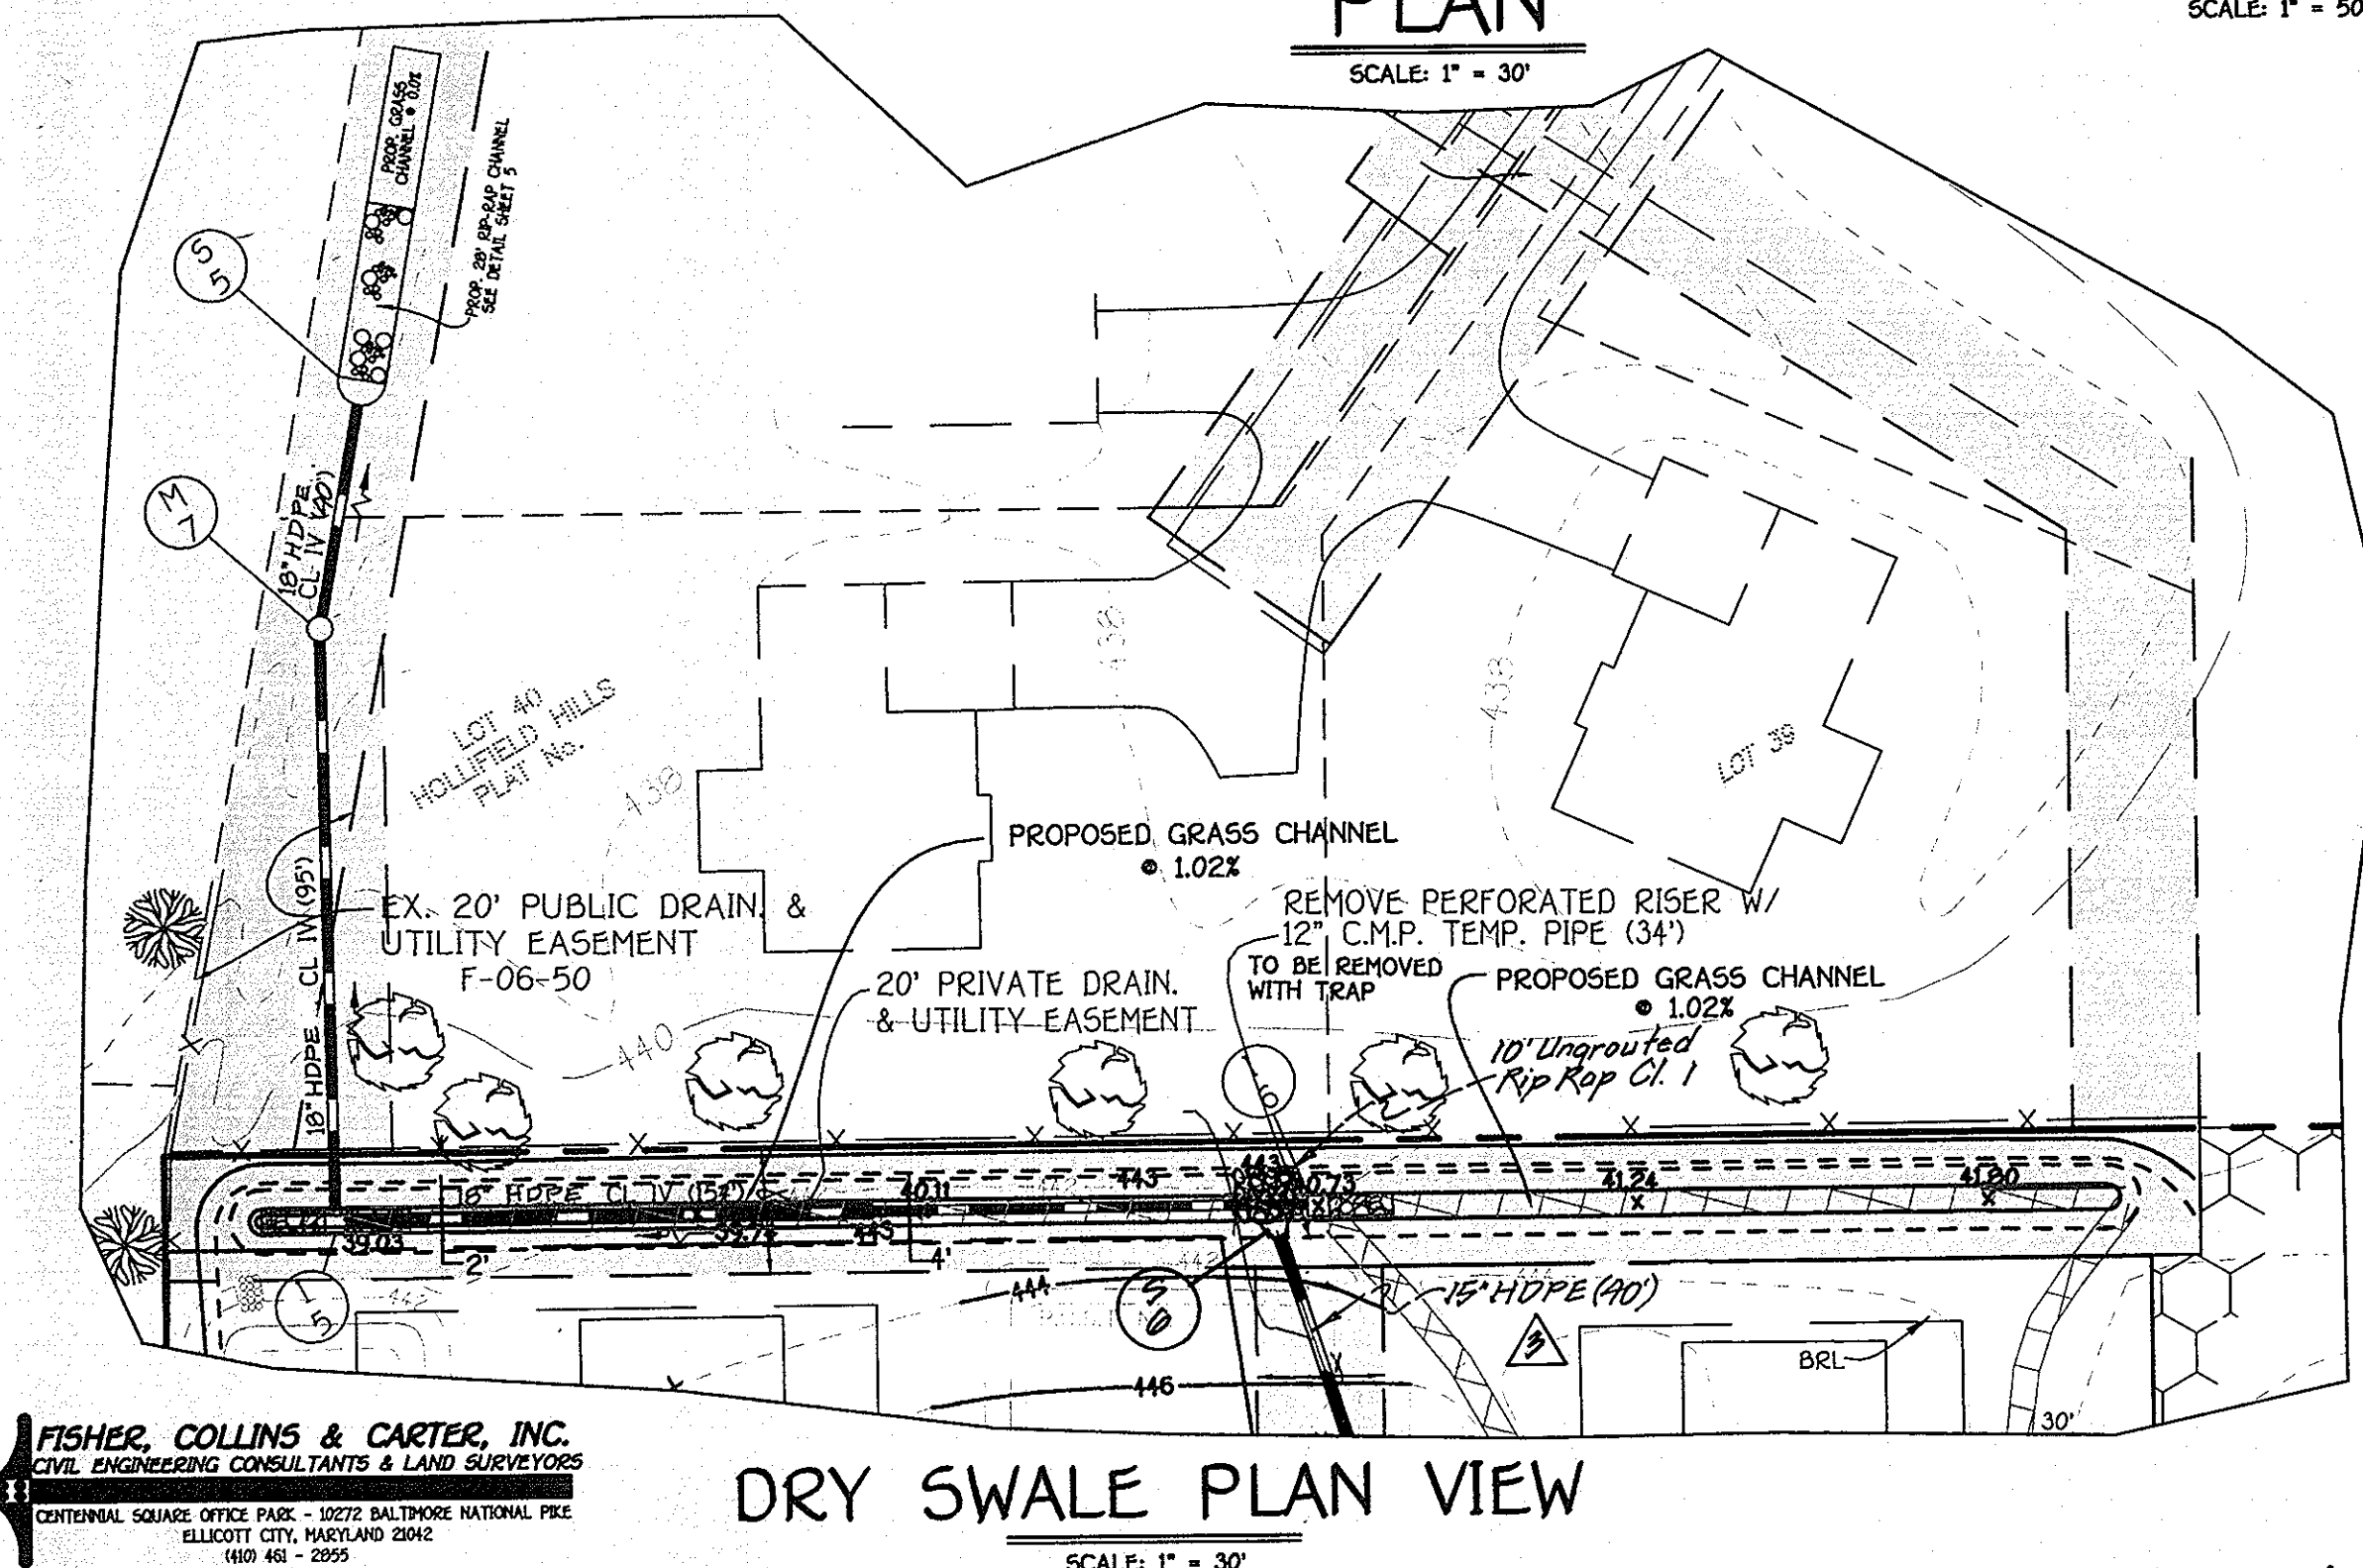 PLAN
SCALE: 1" = 30'
SCALE: 1" = 50
PROP. GRASS
CHANNEL @ 0.0%
PROP. 28' RIP-RAP CHANNEL
SEE DETAIL SHEET 5
S
5
M
7
18" HDPE
CL IV (40')
LOT 40
HOLLIFIELD HILLS
PLAT No.
438
438
438
LOT 39
PROPOSED GRASS CHANNEL
@ 1.02%
EX. 20' PUBLIC DRAIN. &
UTILITY EASEMENT
F-06-50
18" HDPE CL IV (95')
20' PRIVATE DRAIN.
& UTILITY EASEMENT
REMOVE PERFORATED RISER W/
12" C.M.P. TEMP. PIPE (34')
TO BE REMOVED
WITH TRAP
PROPOSED GRASS CHANNEL
@ 1.02%
10' Ungrouted
Rip Rap Cl. 1
440
I
6
18" HDPE CL IV
40.11
443
443
41.24
41.80
39.03
443
2'
4'
442
442
I
5
444
S
6
15" HDPE (40')
3
BRL
446
30'
FISHER, COLLINS & CARTER, INC.
CIVIL ENGINEERING CONSULTANTS & LAND SURVEYORS
CENTENNIAL SQUARE OFFICE PARK - 10272 BALTIMORE NATIONAL PIKE
ELLICOTT CITY, MARYLAND 21042
(410) 461 - 2855
DRY SWALE PLAN VIEW
SCALE: 1" = 30'